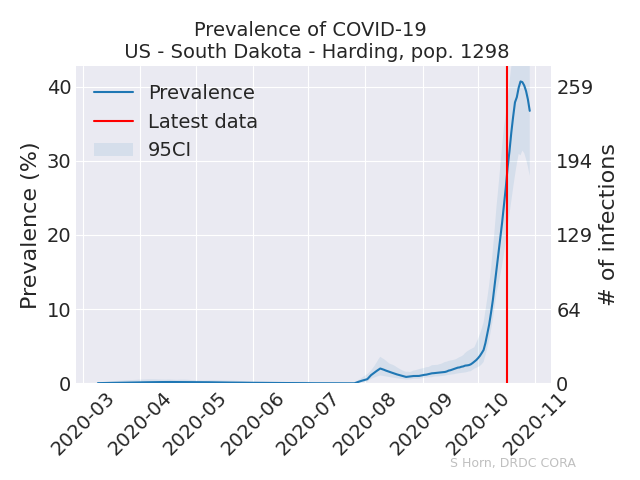 Prevalence of COVID-19
US - South Dakota - Harding, pop. 1298
Prevalence
Latest data
95CI
Prevalence (%)
40
30
20
10
0
259
194
129
64
0
# of infections
2020-03
2020-04
2020-05
2020-06
2020-07
2020-08
2020-09
2020-10
2020-11
S Horn, DRDC CORA